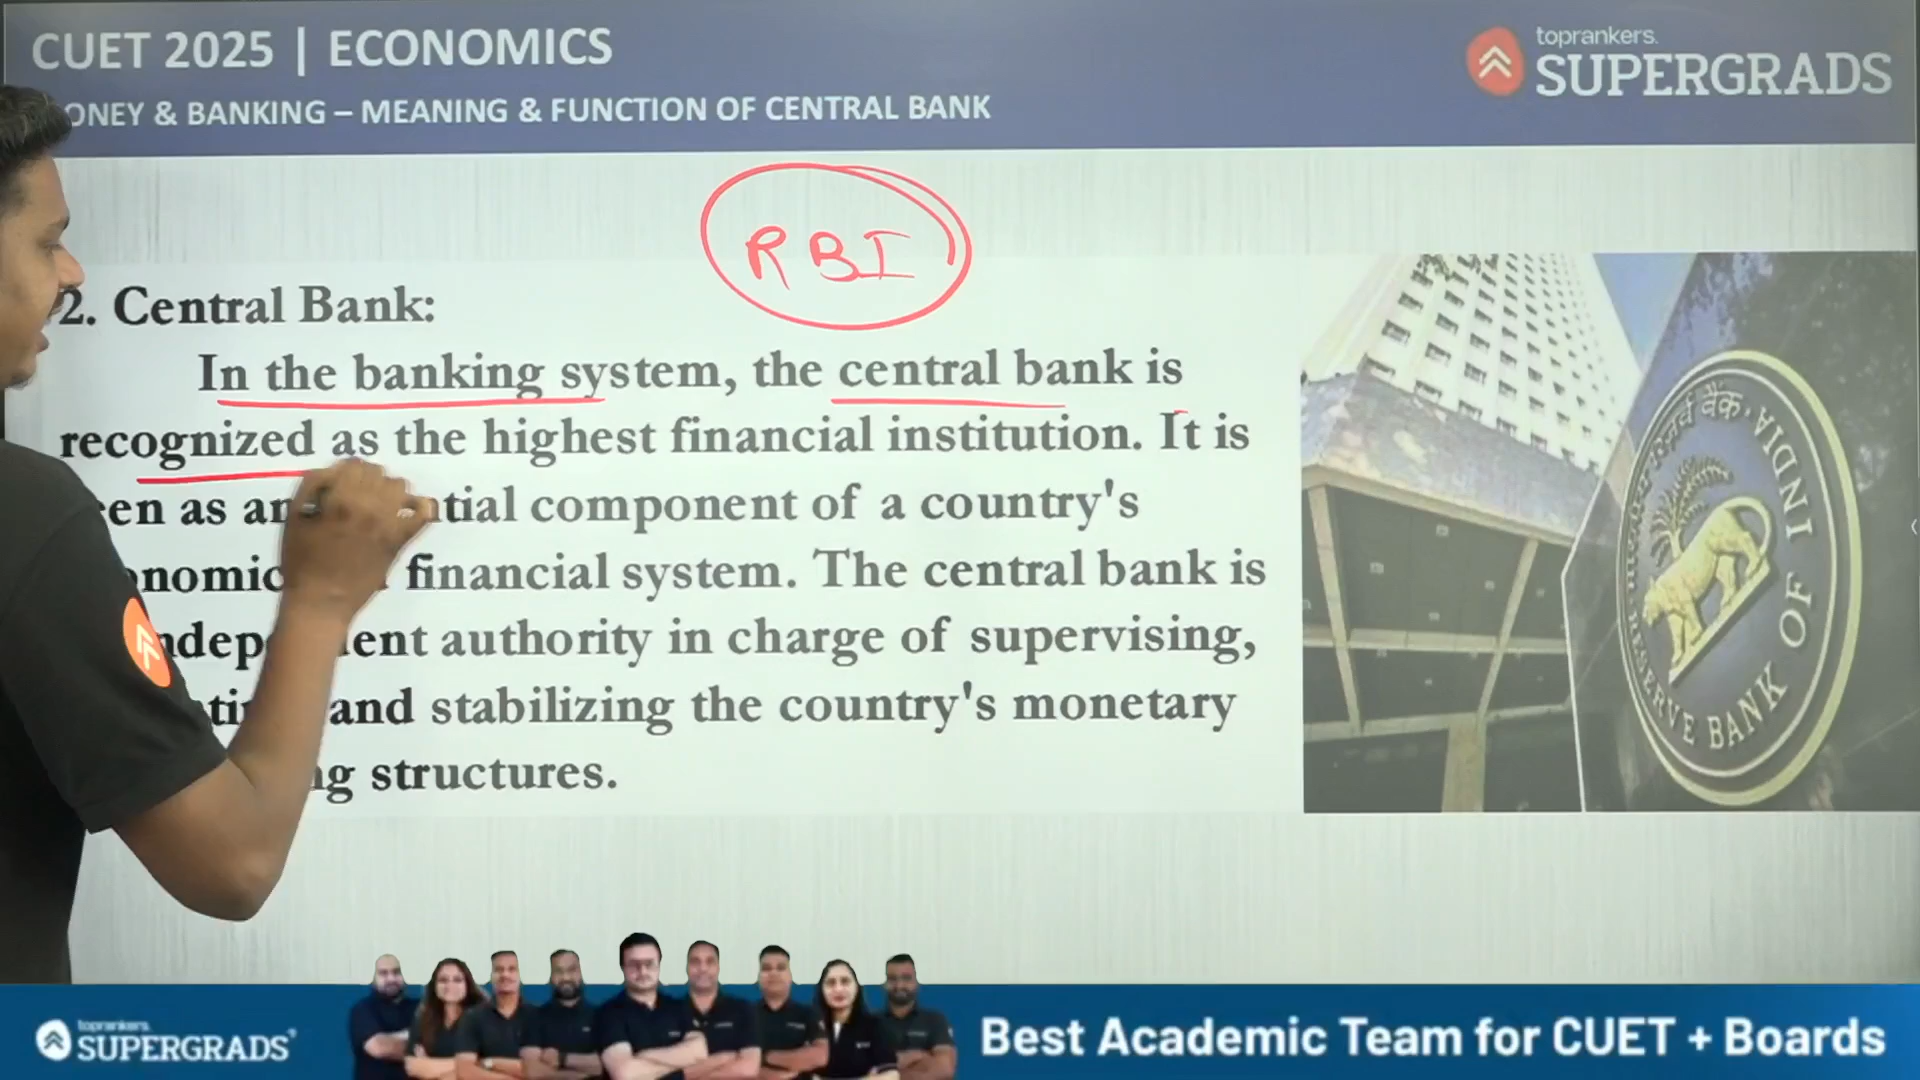 CUET 2025 | ECONOMICS
ONEY & BANKING – MEANING & FUNCTION OF CENTRAL BANK
toprankers.
SUPERGRADS
RBI
2. Central Bank:
In the banking system, the central bank is
recognized as the highest financial institution. It is
een as an tial component of a country's
nomic financial system. The central bank is
ndep ent authority in charge of supervising,
ti and stabilizing the country's monetary
ng structures.
रिज़र्व बैंक
RESERVE BANK OF INDIA
toprankers
SUPERGRADS
Best Academic Team for CUET + Boards